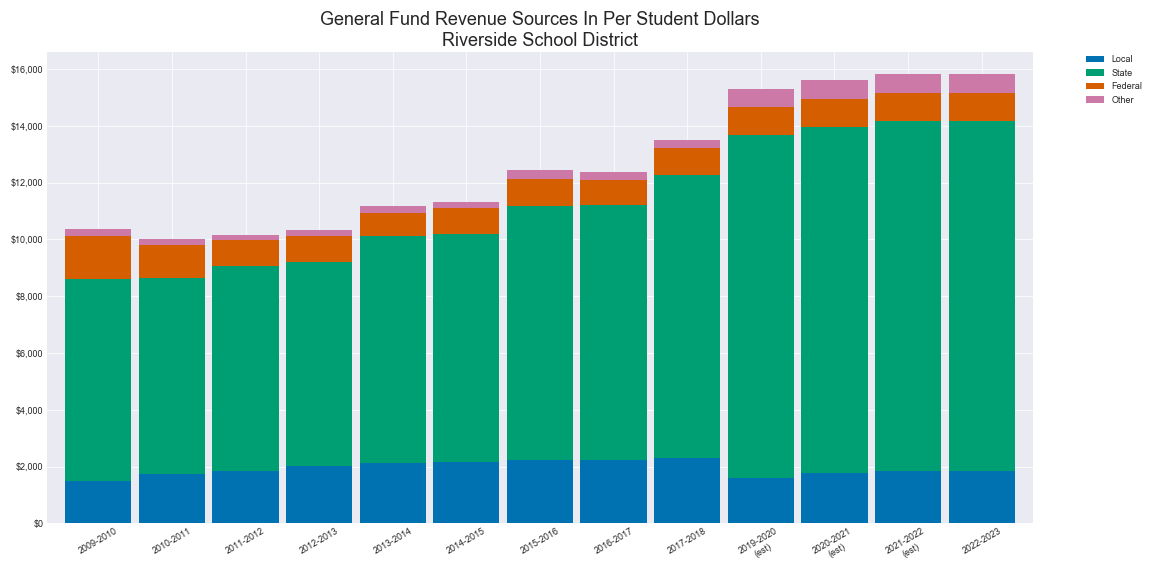 General Fund Revenue Sources In Per Student Dollars
Riverside School District
$16,000
$14,000
$12,000
$10,000
$8,000
$6,000
$4,000
$2,000
$0
Local
State
Federal
Other
2009-2010
2010-2011
2011-2012
2012-2013
2013-2014
2014-2015
2015-2016
2016-2017
2017-2018
2019-2020
(est)
2020-2021
(est)
2021-2022
(est)
2022-2023